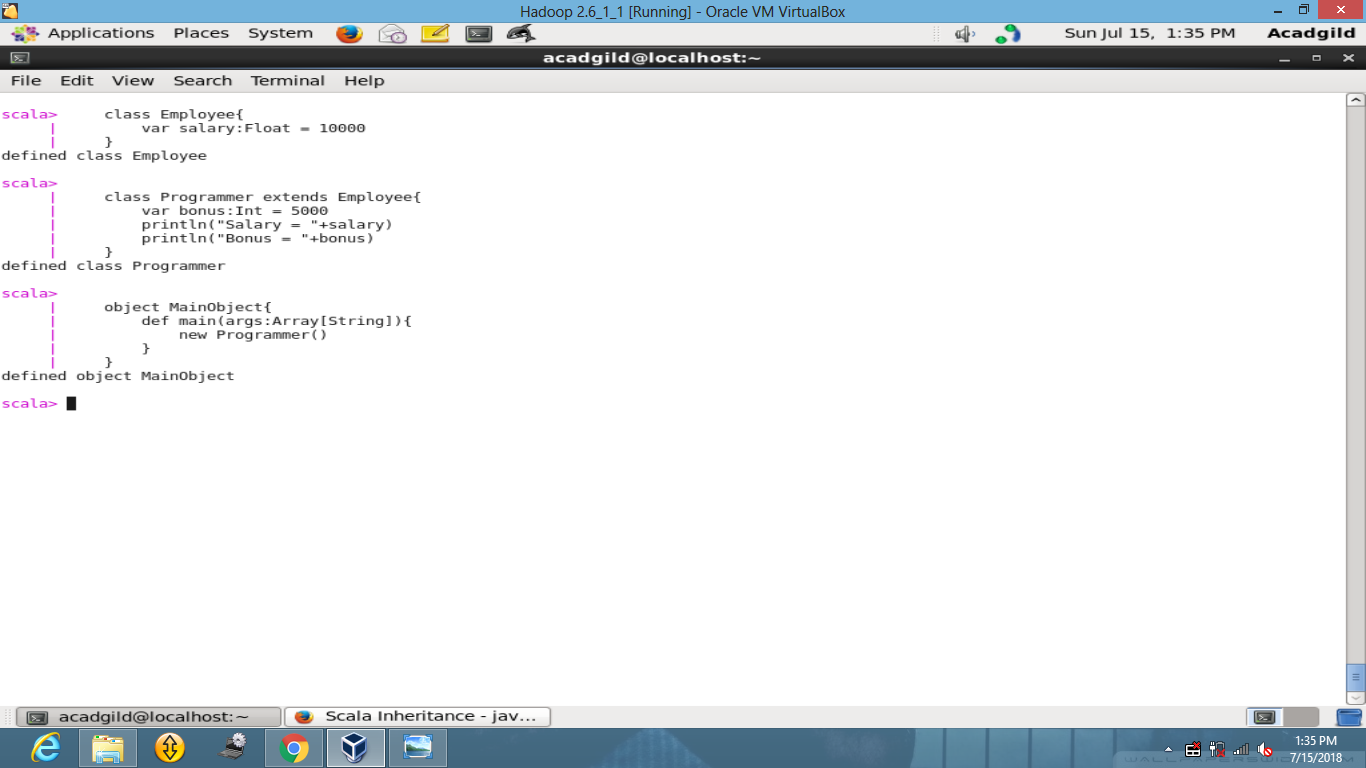 Hadoop 2.6_1_1 [Running] - Oracle VM VirtualBox
Applications Places System Sun Jul 15, 1:35 PM Acadgild
acadgild@localhost:~
File Edit View Search Terminal Help
scala>     class Employee{
     |         var salary:Float = 10000
     |     }
defined class Employee
scala>
     |     class Programmer extends Employee{
     |         var bonus:Int = 5000
     |         println("Salary = "+salary)
     |         println("Bonus = "+bonus)
     |     }
defined class Programmer
scala>
     |     object MainObject{
     |         def main(args:Array[String]){
     |             new Programmer()
     |         }
     |     }
defined object MainObject
scala>
acadgild@localhost:~ Scala Inheritance - jav...
1:35 PM
7/15/2018